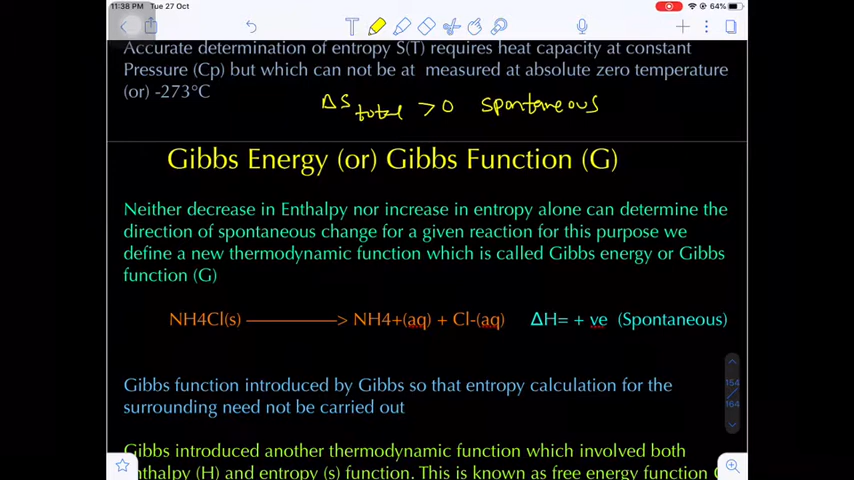 11:38 PM Tue 27 Oct
64%
Accurate determination of entropy S(T) requires heat capacity at constant
Pressure (Cp) but which can not be at measured at absolute zero temperature
(or) -273°C
ΔS total >0 spontaneous
Gibbs Energy (or) Gibbs Function (G)
Neither decrease in Enthalpy nor increase in entropy alone can determine the
direction of spontaneous change for a given reaction for this purpose we
define a new thermodynamic function which is called Gibbs energy or Gibbs
function (G)
NH4Cl(s) ——————> NH4+(aq) + Cl-(aq) ΔH= + ve (Spontaneous)
154
164
Gibbs function introduced by Gibbs so that entropy calculation for the
surrounding need not be carried out
Gibbs introduced another thermodynamic function which involved both
Enthalpy (H) and entropy (s) function. This is known as free energy function